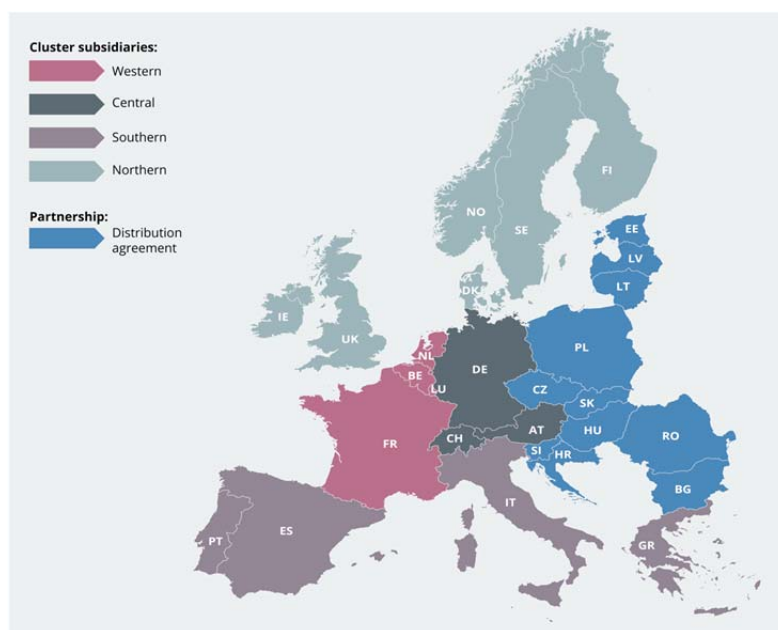 Cluster subsidiaries:
Western
Central
Southern
Northern
Partnership:
Distribution
agreement
FI
NO
SE
EE
LV
LT
DK
IE
UK
NL
PL
BE
DE
LU
CZ
SK
AT
HU
CH
FR
RO
SI
HR
BG
IT
ES
PT
GR